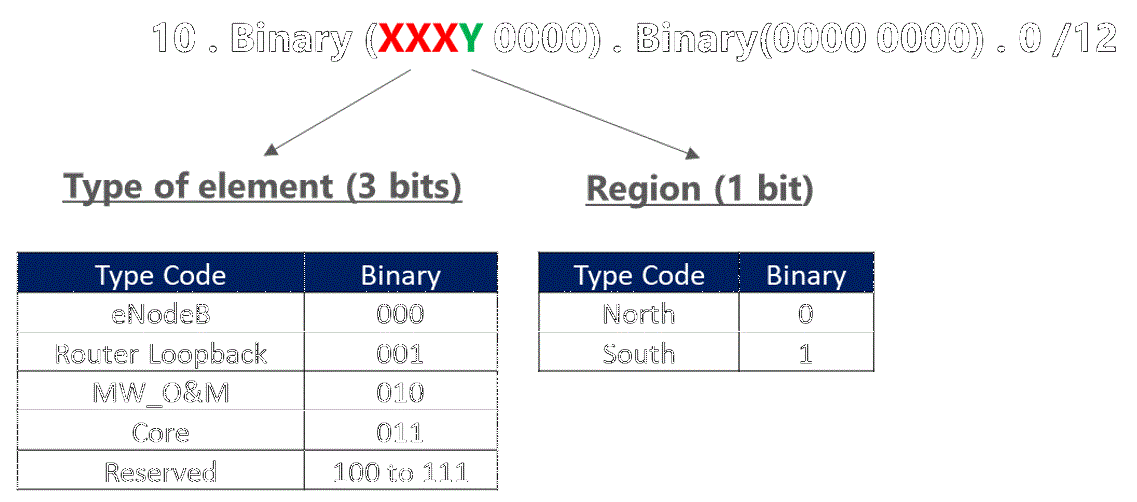 10 . Binary (XXXY 0000) . Binary(0000 0000) . 0 /12
Type of element (3 bits)
Region (1 bit)
Type Code Binary
eNodeB 000
Router Loopback 001
MW_O&M 010
Core 011
Reserved 100 to 111
Type Code Binary
North 0
South 1